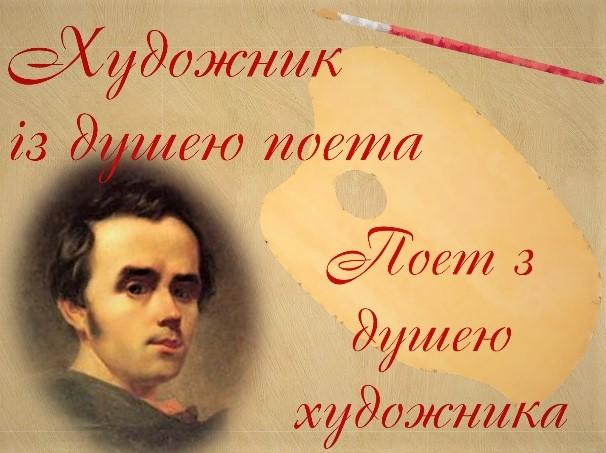 Художник
із душею поета
Поет з
душею
художника